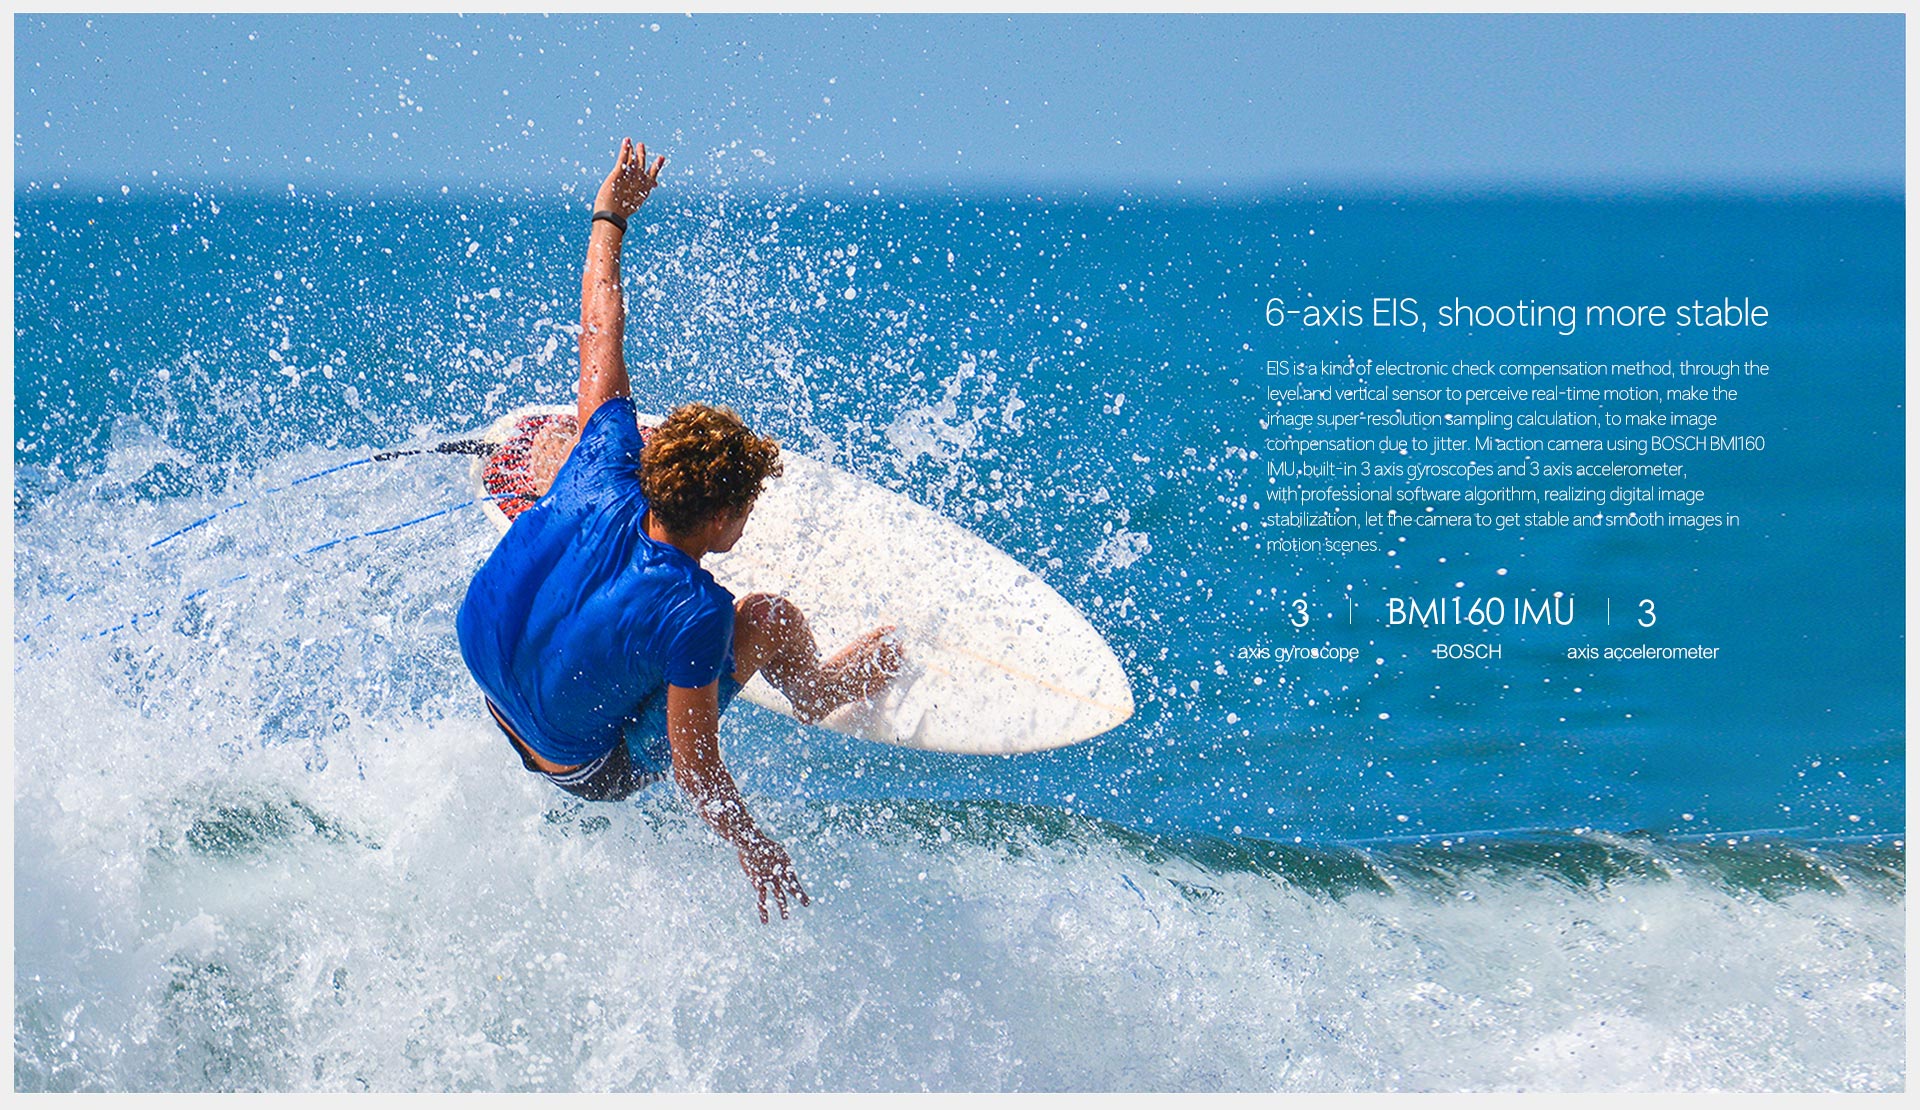 6-axis EIS, shooting more stable
EIS is a kind of electronic check compensation method, through the
level and vertical sensor to perceive real-time motion, make the
image super-resolution sampling calculation, to make image
compensation due to jitter. Mi action camera using BOSCH BMI160
IMU, built-in 3 axis gyroscopes and 3 axis accelerometer,
with professional software algorithm, realizing digital image
stabilization, let the camera to get stable and smooth images in
motion scenes.
3 | BMI160 IMU | 3
axis gyroscope BOSCH axis accelerometer